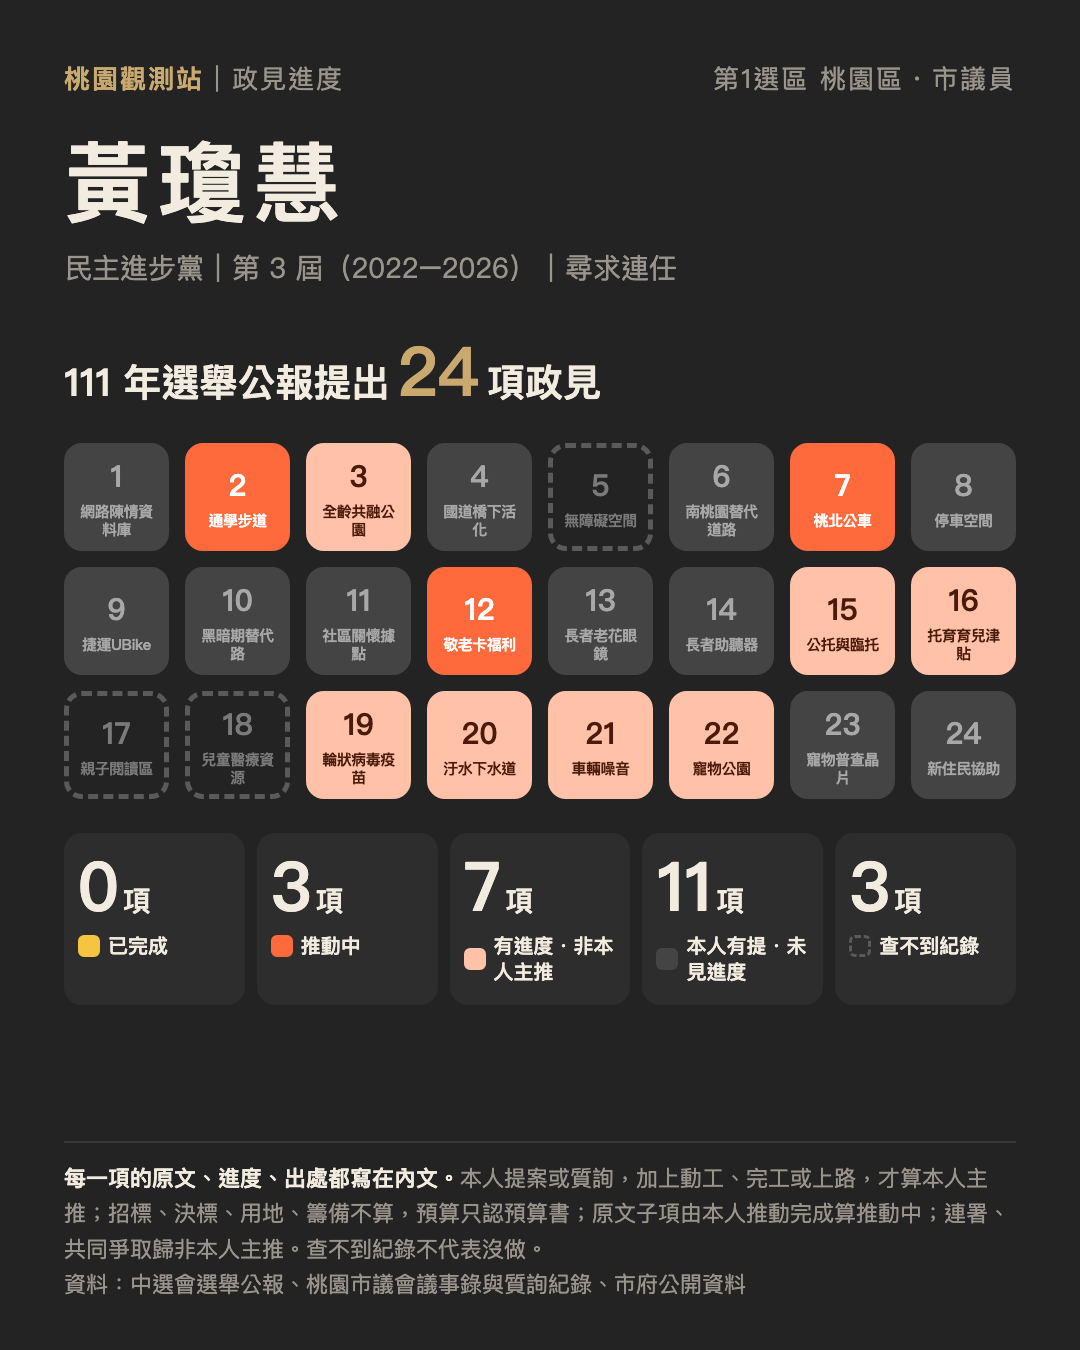 桃園觀測站｜政見進度
第1選區 桃園區・市議員
黃瓊慧
民主進步黨｜第 3 屆（2022—2026）｜尋求連任
111 年選舉公報提出 24 項政見
1
網路陳情資
料庫
2
通學步道
3
全齡共融公
園
4
國道橋下活
化
5
無障礙空間
6
南桃園替代
道路
7
桃北公車
8
停車空間
9
捷運UBike
10
黑暗期替代
路
11
社區關懷據
點
12
敬老卡福利
13
長者老花眼
鏡
14
長者助聽器
15
公托與臨托
16
托育育兒津
貼
17
親子閱讀區
18
兒童醫療資
源
19
輪狀病毒疫
苗
20
汙水下水道
21
車輛噪音
22
寵物公園
23
寵物普查晶
片
24
新住民協助
0項
已完成
3項
推動中
7項
有進度・非本
人主推
11項
本人有提・未
見進度
3項
查不到紀錄
每一項的原文、進度、出處都寫在內文。本人提案或質詢，加上動工、完工或上路，才算本人主
推；招標、決標、用地、籌備不算，預算只認預算書；原文子項由本人推動完成算推動中；連署、
共同爭取歸非本人主推。查不到紀錄不代表沒做。
資料：中選會選舉公報、桃園市議會議事錄與質詢紀錄、市府公開資料